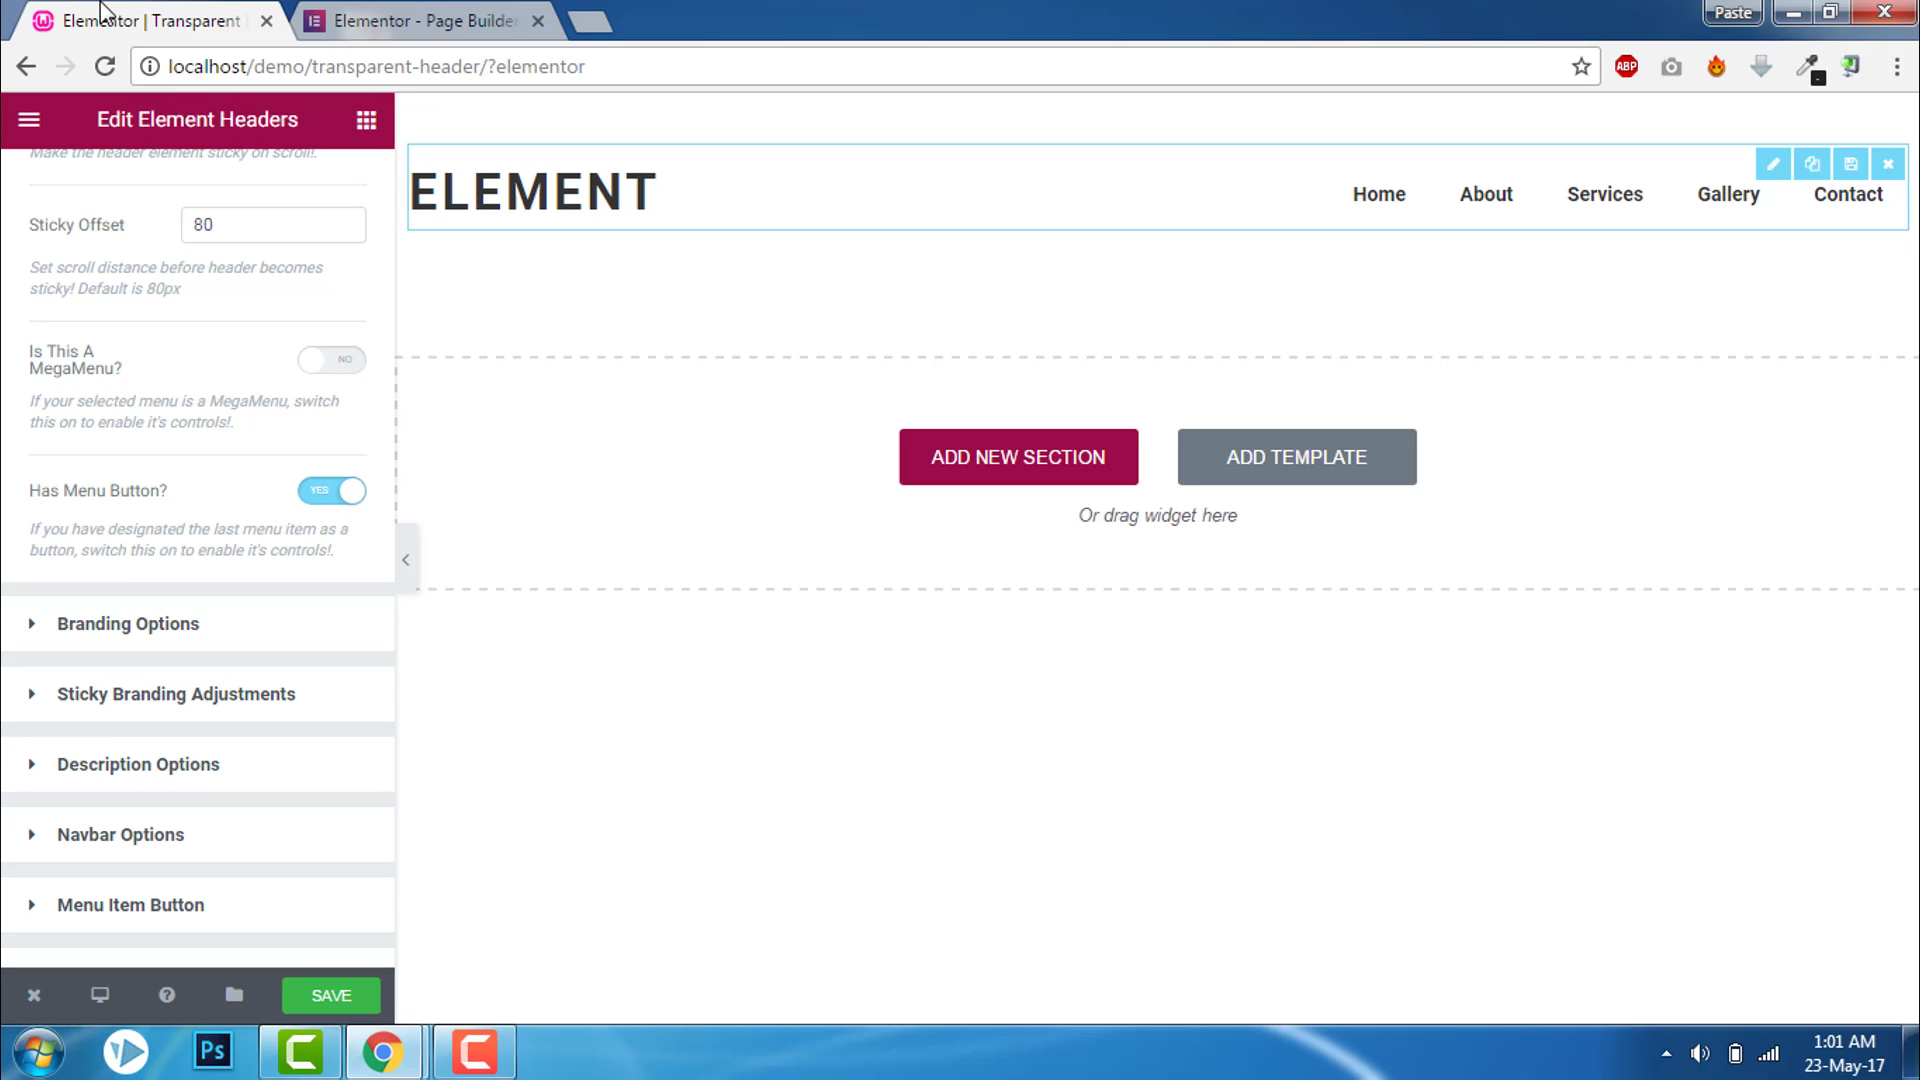 Elementor | Transparent
Elementor - Page Builder
Paste
localhost/demo/transparent-header/?elementor
ABP
Edit Element Headers
Make the header element sticky on scroll!.
Sticky Offset
80
Set scroll distance before header becomes
sticky! Default is 80px
Is This A
MegaMenu?
NO
If your selected menu is a MegaMenu, switch
this on to enable it's controls!.
Has Menu Button?
YES
If you have designated the last menu item as a
button, switch this on to enable it's controls!.
Branding Options
Sticky Branding Adjustments
Description Options
Navbar Options
Menu Item Button
SAVE
ELEMENT
Home
About
Services
Gallery
Contact
ADD NEW SECTION
ADD TEMPLATE
Or drag widget here
Ps
1:01 AM
23-May-17